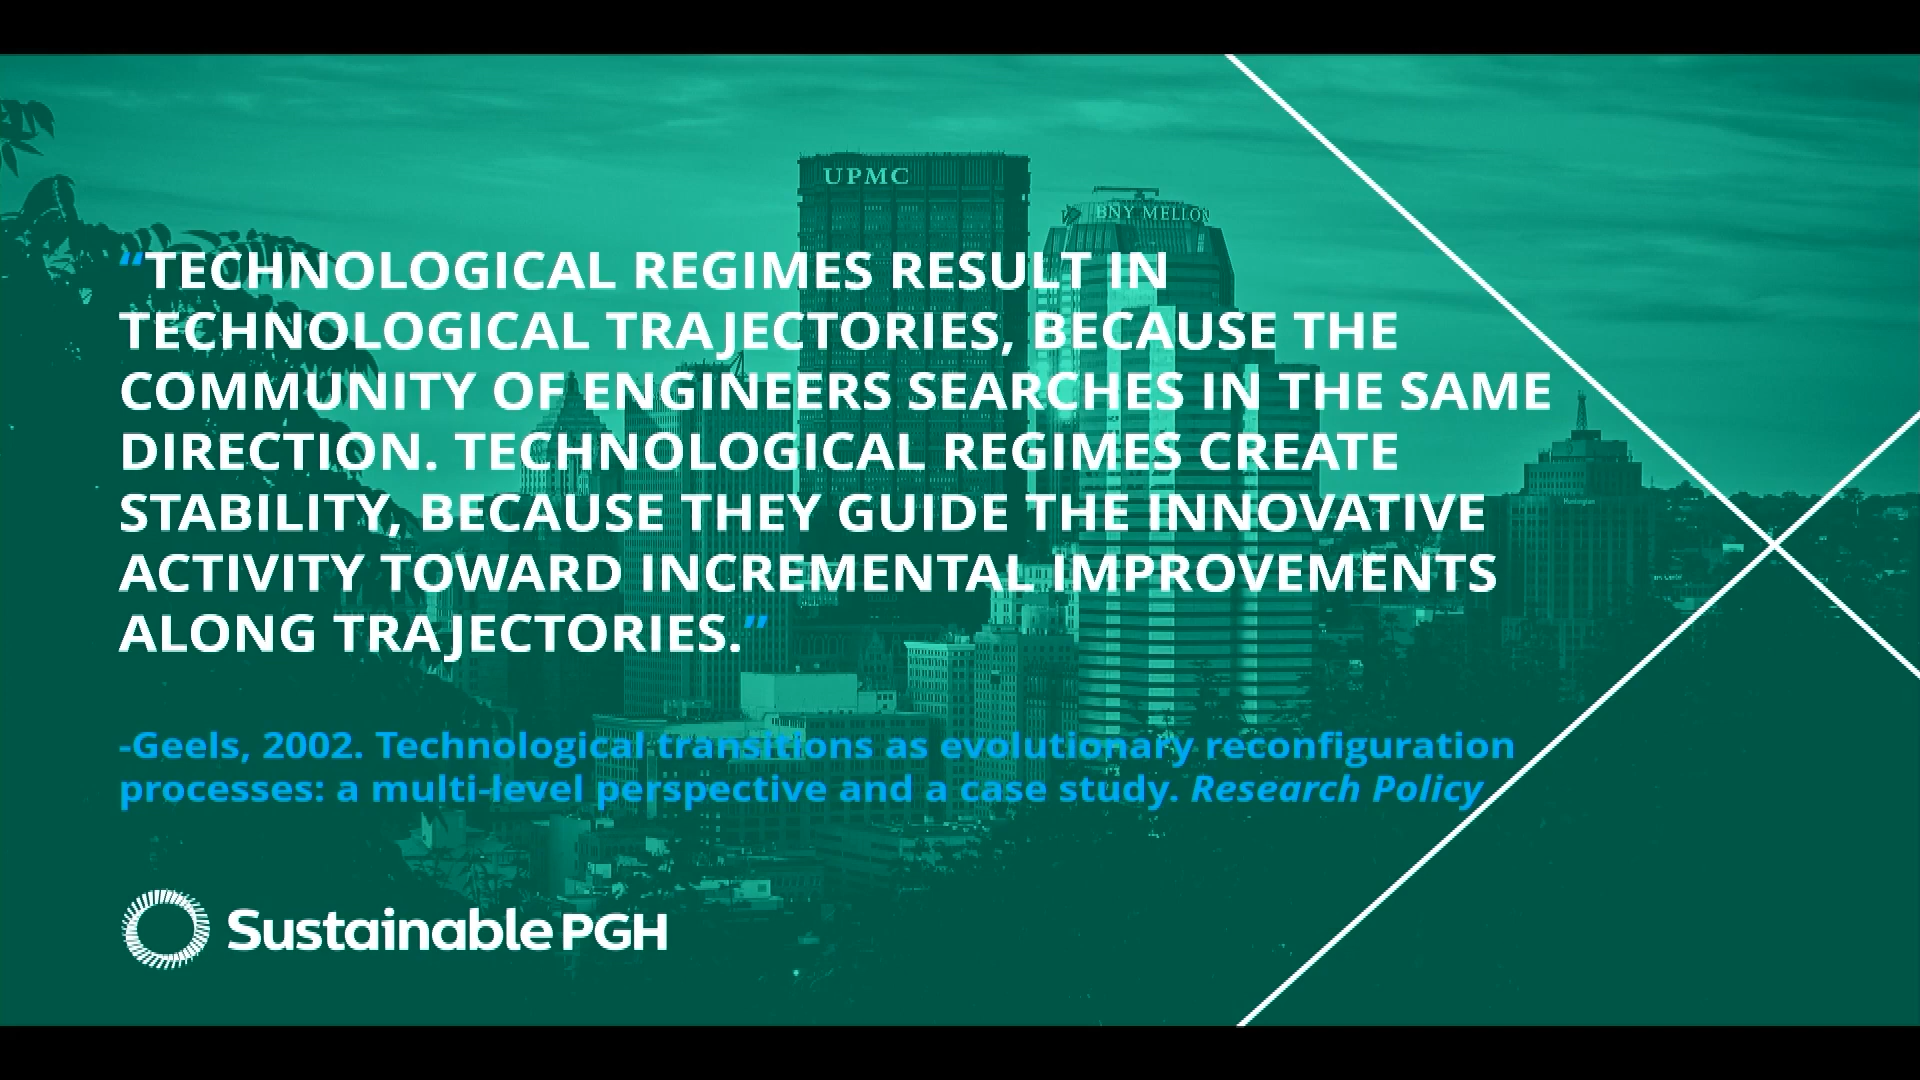 UPMC
BNY MELLON
“TECHNOLOGICAL REGIMES RESULT IN
TECHNOLOGICAL TRAJECTORIES, BECAUSE THE
COMMUNITY OF ENGINEERS SEARCHES IN THE SAME
DIRECTION. TECHNOLOGICAL REGIMES CREATE
STABILITY, BECAUSE THEY GUIDE THE INNOVATIVE
ACTIVITY TOWARD INCREMENTAL IMPROVEMENTS
ALONG TRAJECTORIES.”
Huntington
-Geels, 2002. Technological transitions as evolutionary reconfiguration
processes: a multi-level perspective and a case study. Research Policy
Sustainable PGH